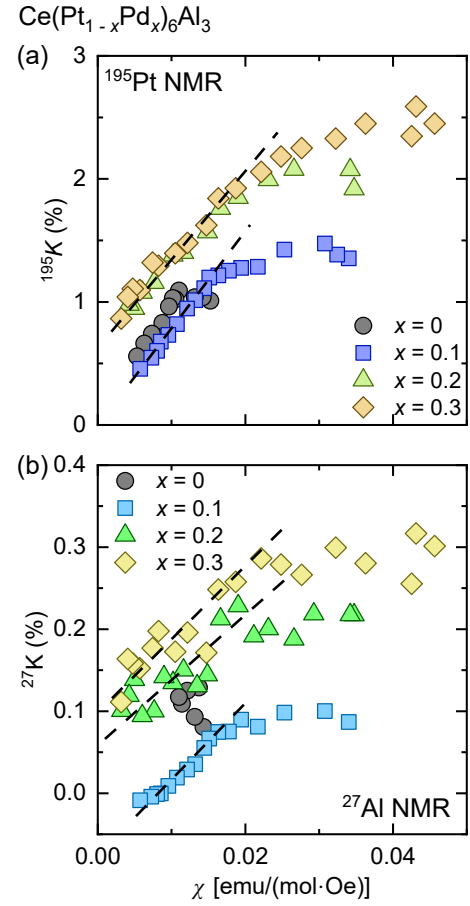 Ce(Pt₁₋ₓPdₓ)₆Al₃
(a)
¹⁹⁵Pt NMR
3
2
1
0
¹⁹⁵K (%)
x = 0
x = 0.1
x = 0.2
x = 0.3
(b)
x = 0
x = 0.1
x = 0.2
x = 0.3
0.4
0.3
0.2
0.1
0.0
²⁷K (%)
²⁷Al NMR
0.00 0.02 0.04
χ [emu/(mol·Oe)]